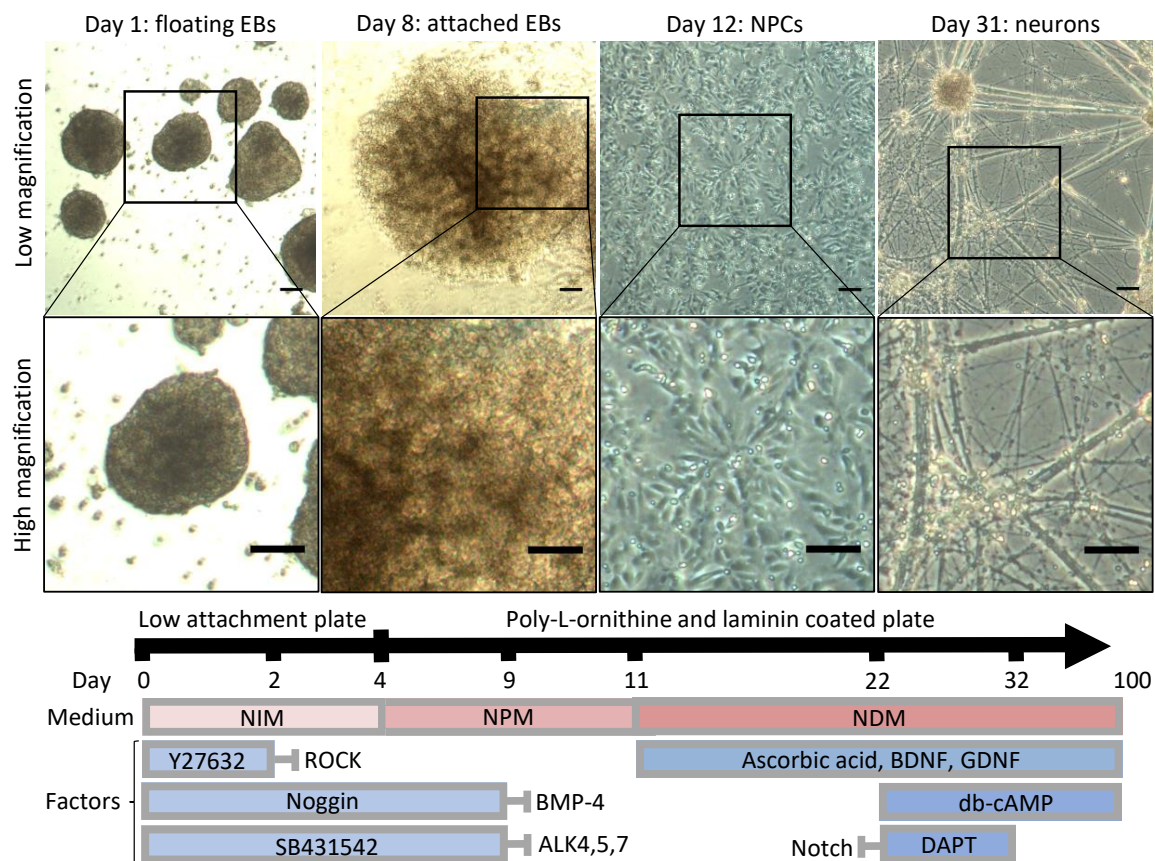 Day 1: floating EBs
Day 8: attached EBs
Day 12: NPCs
Day 31: neurons
Low magnification
High magnification
Low attachment plate
Poly-L-ornithine and laminin coated plate
Day 0 2 4 9 11 22 32 100
Medium NIM NPM NDM
Y27632 ROCK Ascorbic acid, BDNF, GDNF
Factors Noggin BMP-4 db-cAMP
SB431542 ALK4,5,7 Notch DAPT